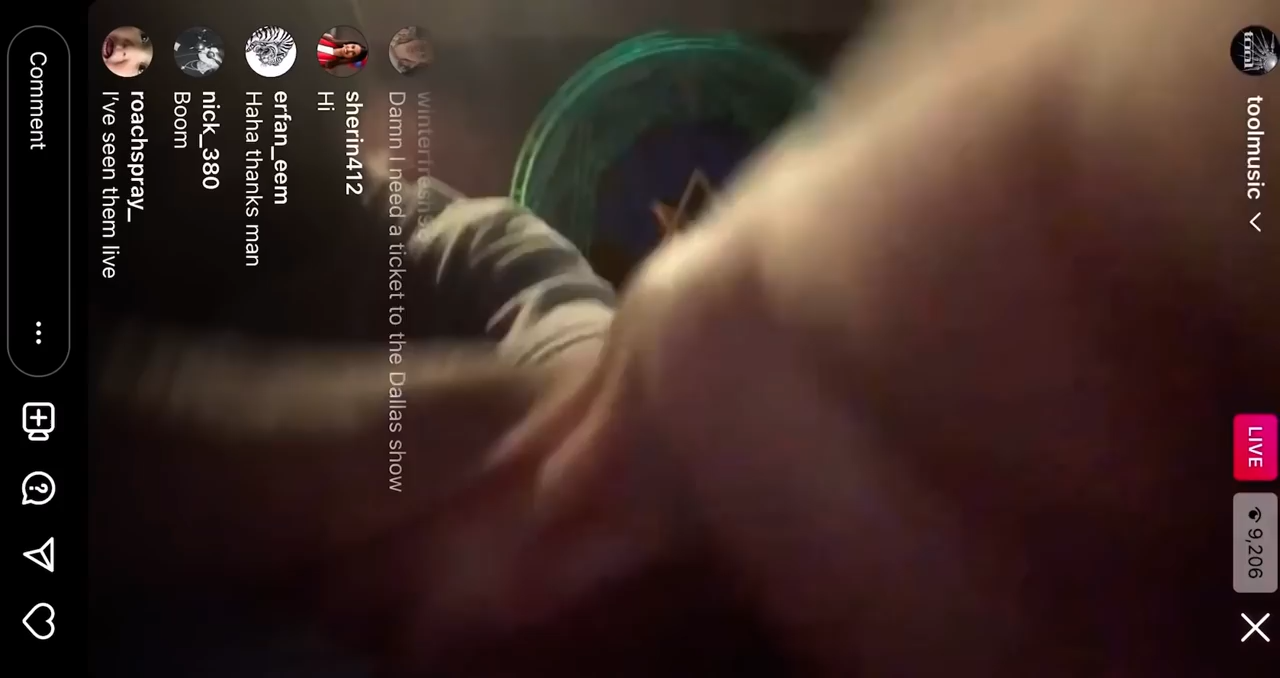 toolmusic
LIVE
9,206
Damn I need a ticket to the Dallas show
sherin412
Hi
erfan_eem
Haha thanks man
nick_380
Boom
roachspray_
I've seen them live
Comment